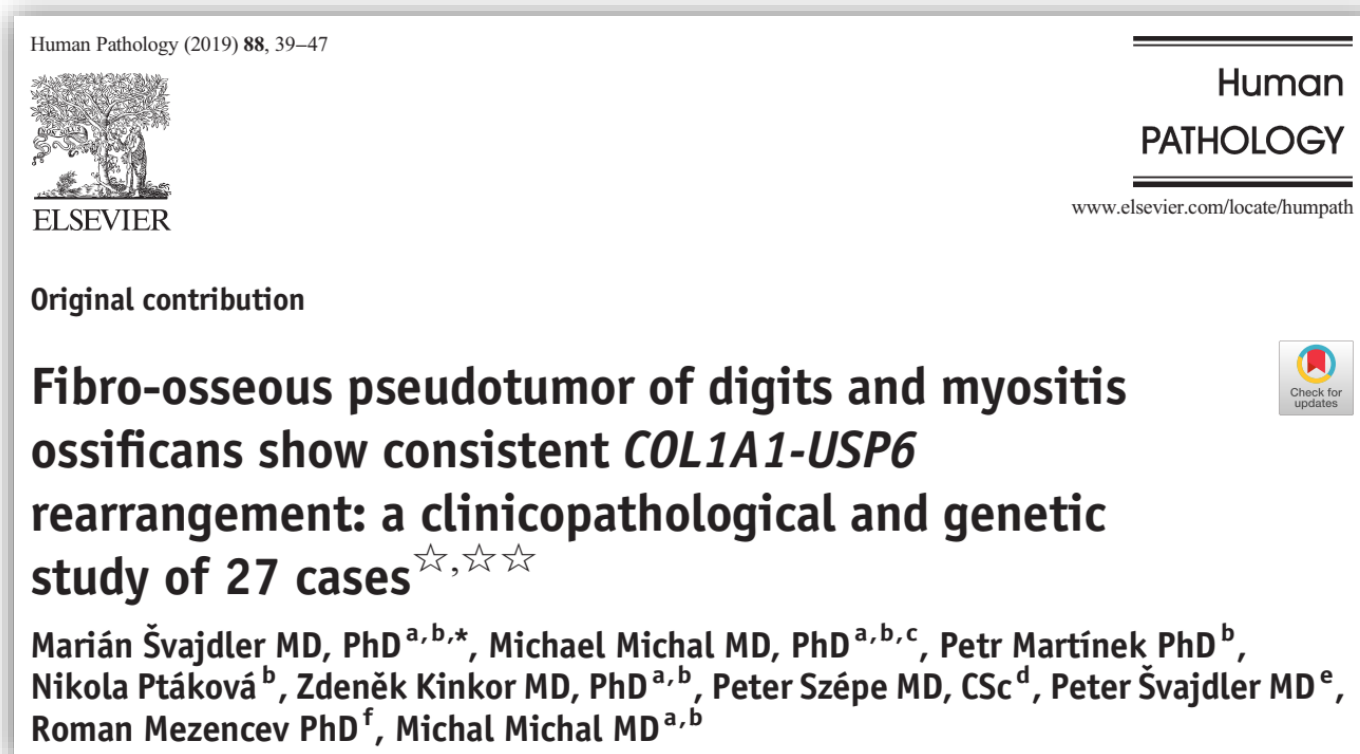 Human Pathology (2019) 88, 39–47
Human
PATHOLOGY
ELSEVIER
www.elsevier.com/locate/humpath
Original contribution
Check for
updates
Fibro-osseous pseudotumor of digits and myositis
ossificans show consistent COL1A1-USP6
rearrangement: a clinicopathological and genetic
study of 27 cases☆,☆☆
Marián Švajdler MD, PhD a,b,*, Michael Michal MD, PhD a,b,c, Petr Martínek PhD b,
Nikola Ptáková b, Zdeněk Kinkor MD, PhD a,b, Peter Szépe MD, CSc d, Peter Švajdler MD e,
Roman Mezencev PhD f, Michal Michal MD a,b